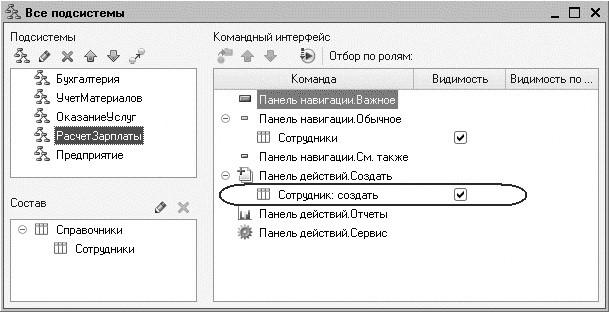 Все подсистемы
Подсистемы
Бухгалтерия
УчетМатериалов
ОказаниеУслуг
РасчетЗарплаты
Предприятие
Состав
Справочники
Сотрудники
Командный интерфейс
Отбор по ролям:
Команда Видимость Видимость по ...
Панель навигации.Важное
Панель навигации.Обычное
Сотрудники
Панель навигации.См. также
Панель действий.Создать
Сотрудник: создать
Панель действий.Отчеты
Панель действий.Сервис